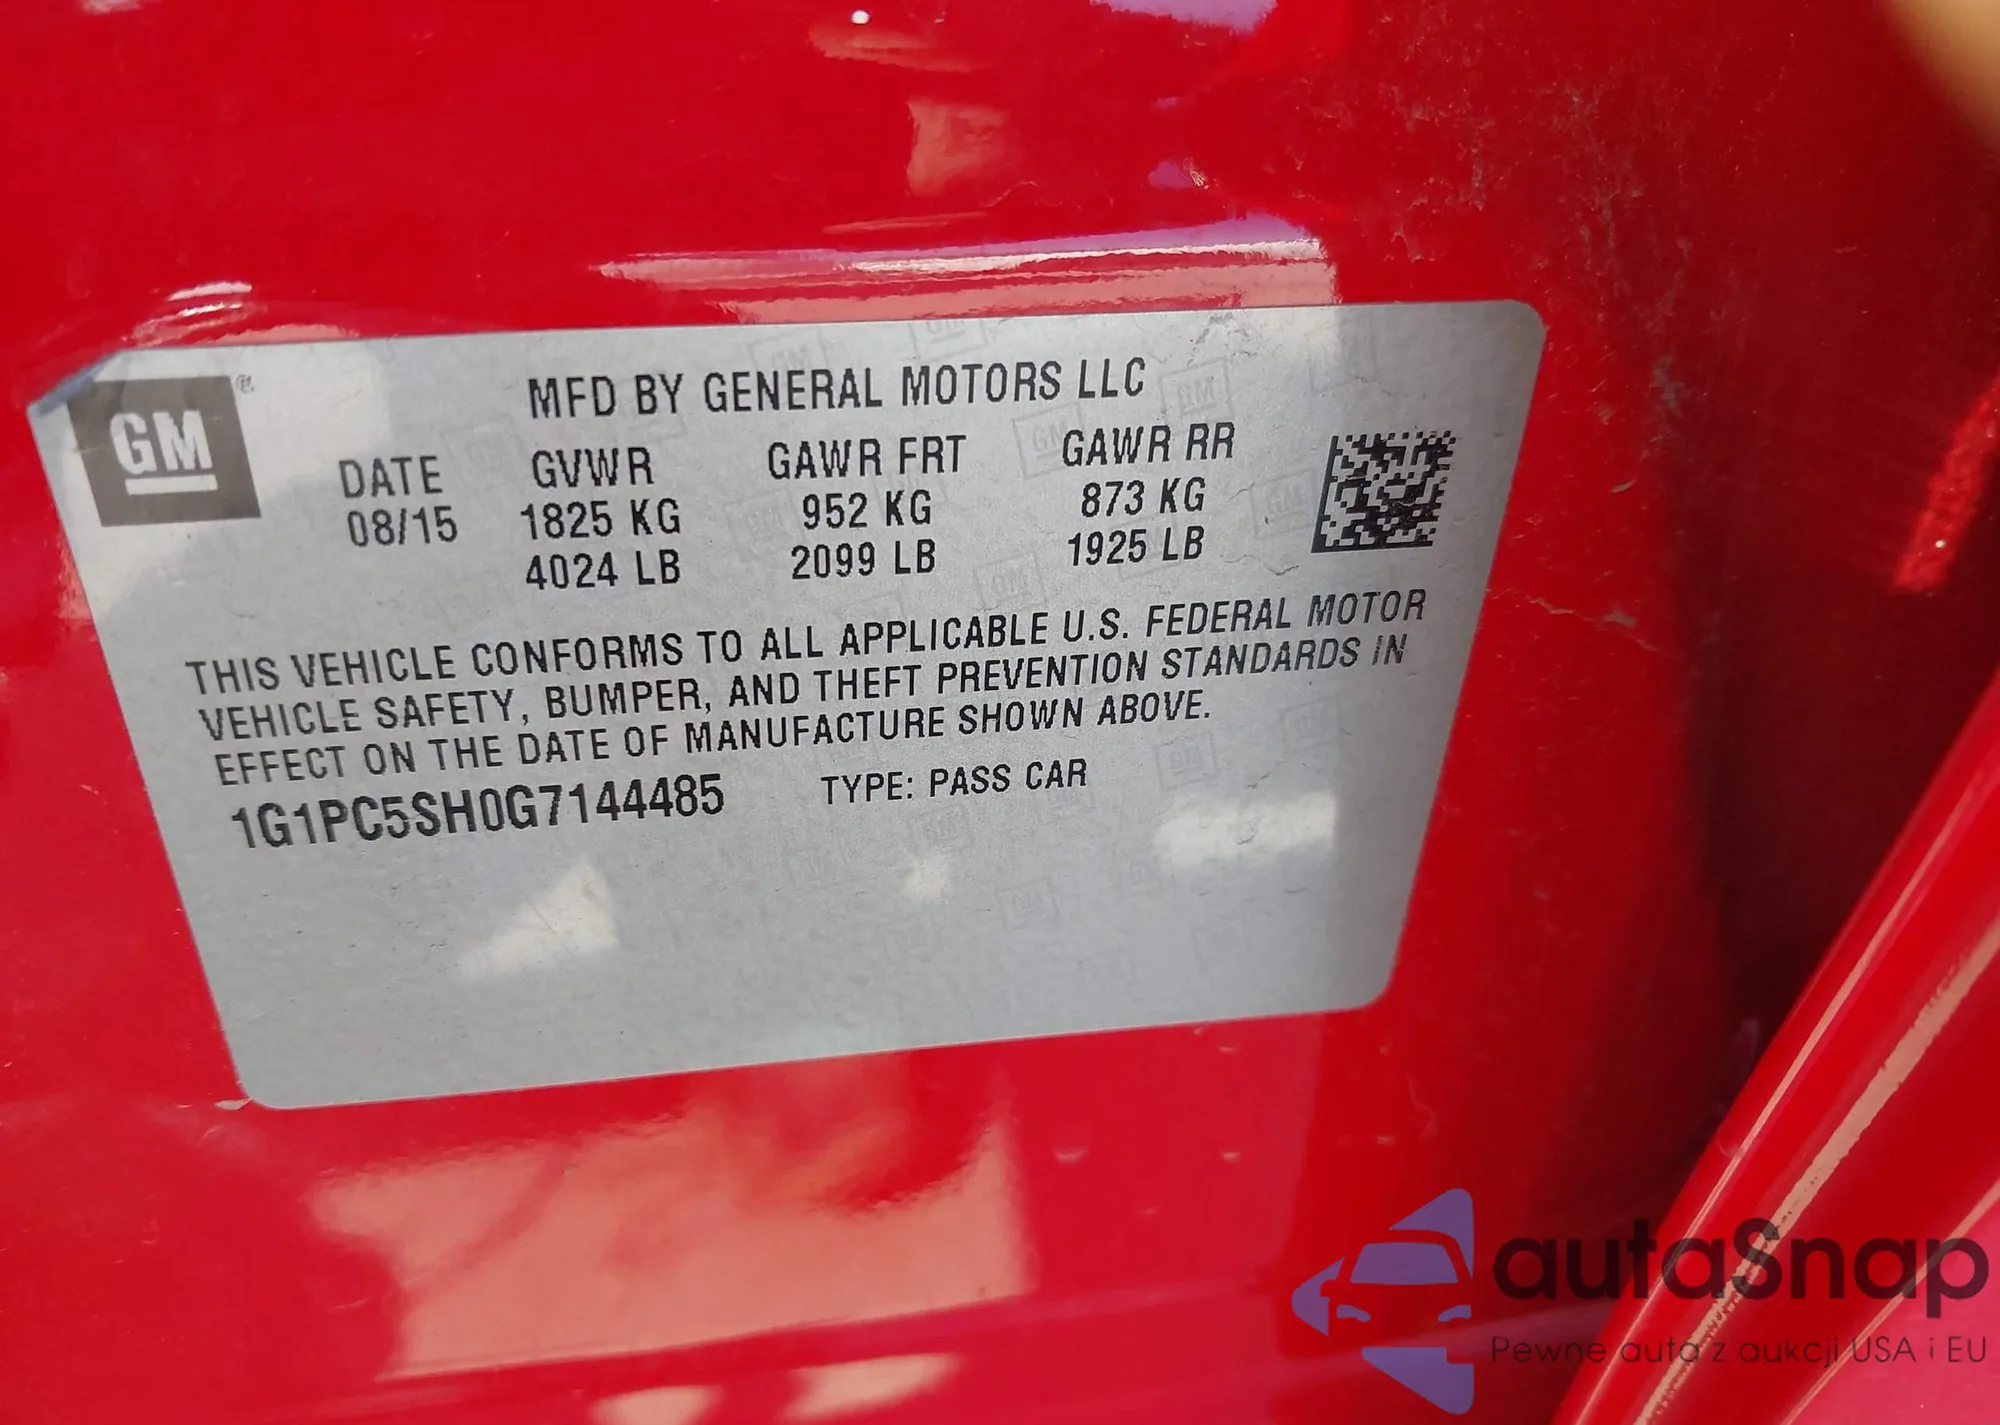 GM ®
MFD BY GENERAL MOTORS LLC
DATE GVWR GAWR FRT GAWR RR
08/15 1825 KG 952 KG 873 KG
4024 LB 2099 LB 1925 LB
THIS VEHICLE CONFORMS TO ALL APPLICABLE U.S. FEDERAL MOTOR
VEHICLE SAFETY, BUMPER, AND THEFT PREVENTION STANDARDS IN
EFFECT ON THE DATE OF MANUFACTURE SHOWN ABOVE.
1G1PC5SH0G7144485 TYPE: PASS CAR
autaSnap
Pewne auta z aukcji USA i EU